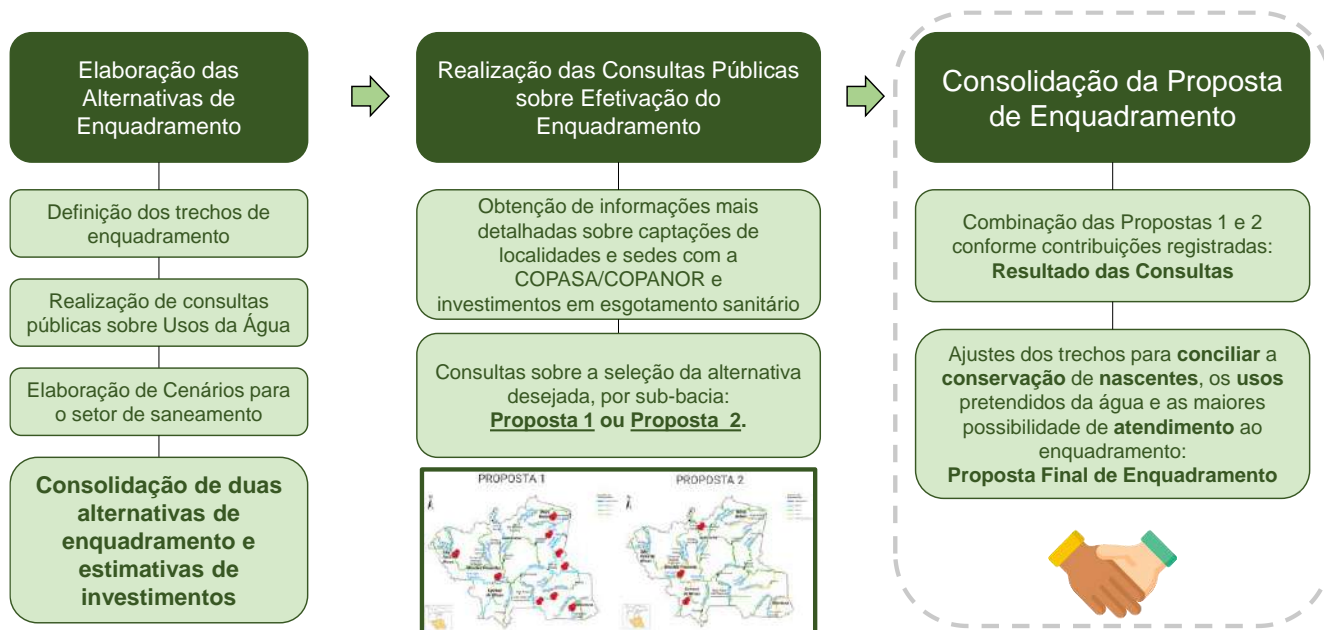 Elaboração das
Alternativas de
Enquadramento
Definição dos trechos de
enquadramento
Realização de consultas
públicas sobre Usos da Água
Elaboração de Cenários para
o setor de saneamento
Consolidação de duas
alternativas de
enquadramento e
estimativas de
investimentos
Realização das Consultas Públicas
sobre Efetivação do
Enquadramento
Obtenção de informações mais
detalhadas sobre captações de
localidades e sedes com a
COPASA/COPANOR e
investimentos em esgotamento sanitário
Consultas sobre a seleção da alternativa
desejada, por sub-bacia:
Proposta 1 ou Proposta 2.
PROPOSTA 1
PROPOSTA 2
Consolidação da Proposta
de Enquadramento
Combinação das Propostas 1 e 2
conforme contribuições registradas:
Resultado das Consultas
Ajustes dos trechos para conciliar a
conservação de nascentes, os usos
pretendidos da água e as maiores
possibilidade de atendimento ao
enquadramento:
Proposta Final de Enquadramento